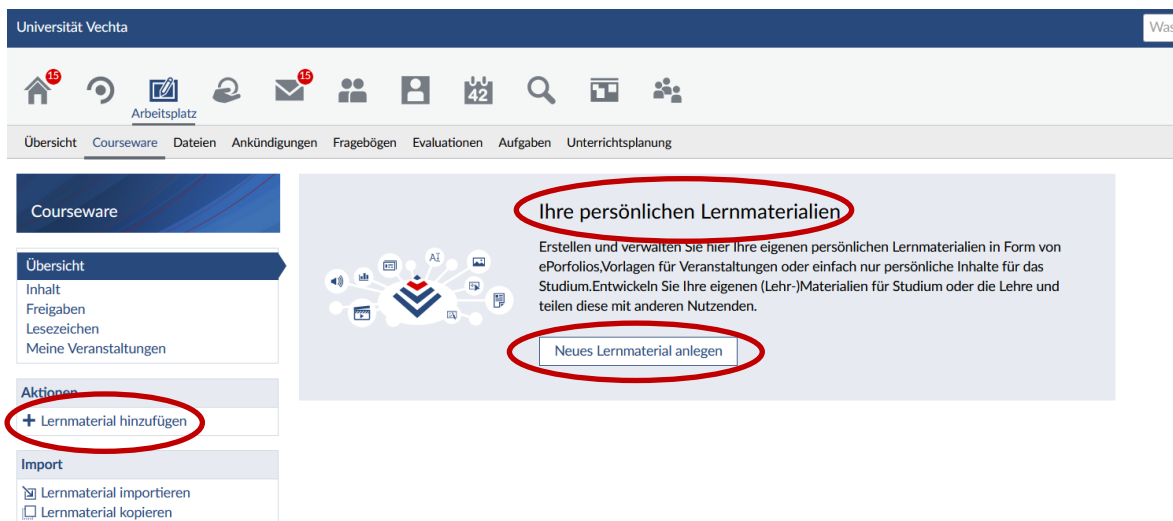 Universität Vechta
Was
15
15
42
Arbeitsplatz
Übersicht Courseware Dateien Ankündigungen Fragebögen Evaluationen Aufgaben Unterrichtsplanung
Courseware
Übersicht
Inhalt
Freigaben
Lesezeichen
Meine Veranstaltungen
Aktionen
+ Lernmaterial hinzufügen
Import
Lernmaterial importieren
Lernmaterial kopieren
AI
Ihre persönlichen Lernmaterialien
Erstellen und verwalten Sie hier Ihre eigenen persönlichen Lernmaterialien in Form von
ePorfolios,Vorlagen für Veranstaltungen oder einfach nur persönliche Inhalte für das
Studium.Entwickeln Sie Ihre eigenen (Lehr-)Materialien für Studium oder die Lehre und
teilen diese mit anderen Nutzenden.
Neues Lernmaterial anlegen